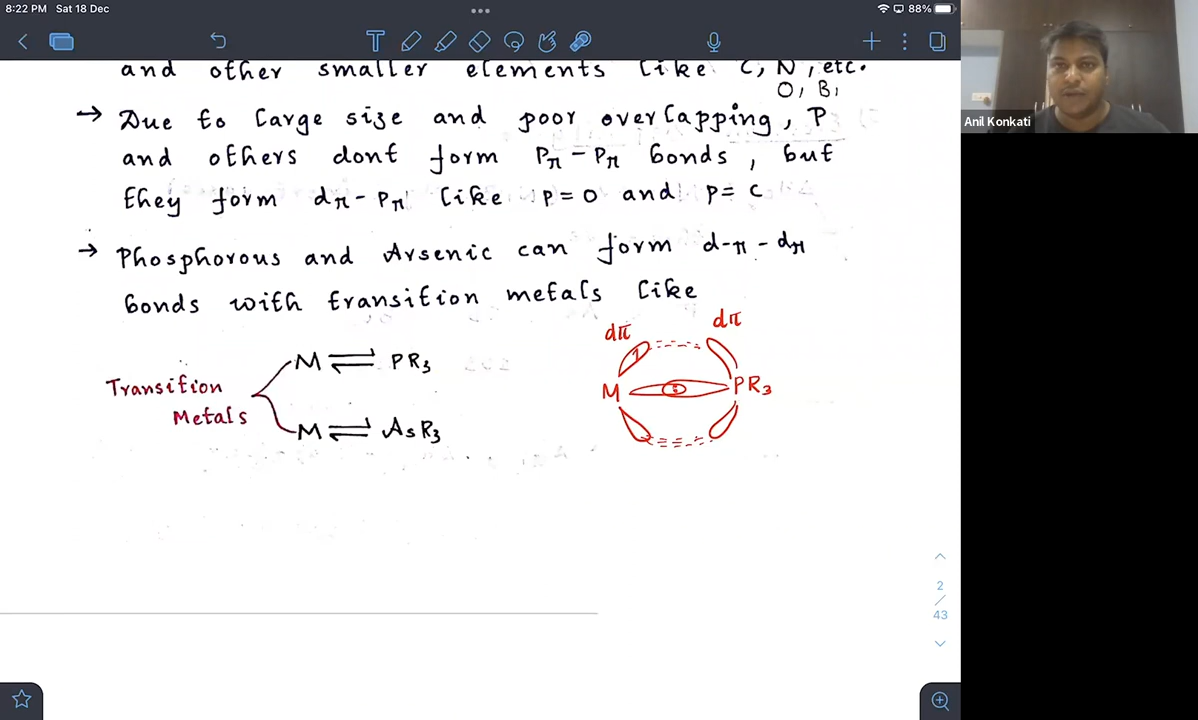 8:22 PM Sat 18 Dec
88%
and other smaller elements like C, N, etc.
O, B,
→ Due to large size and poor overlapping, P
and others dont form Pπ - Pπ bonds, but
they form dπ - Pπ like P=O and P=C
→ Phosphorous and Arsenic can form d-π - dπ
bonds with transition metals like
Transition Metals
M ⇌ PR3
M ⇌ AsR3
dπ dπ
M PR3
2
/
43
Anil Konkati